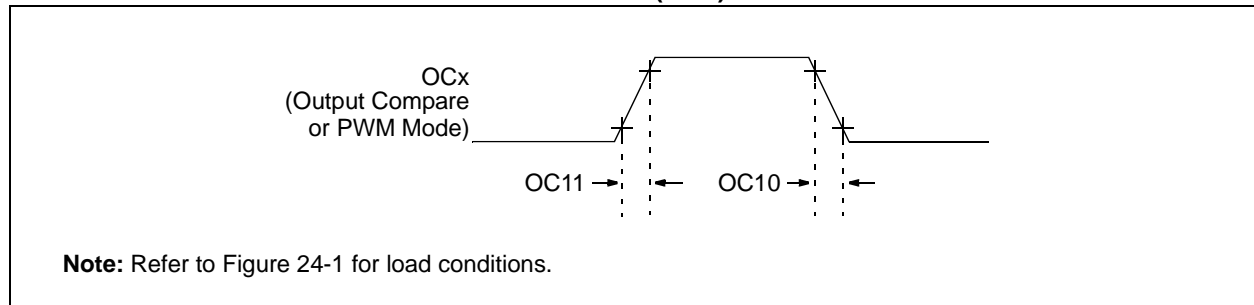 OCx
(Output Compare
or PWM Mode)
OC11
OC10
Note: Refer to Figure 24-1 for load conditions.